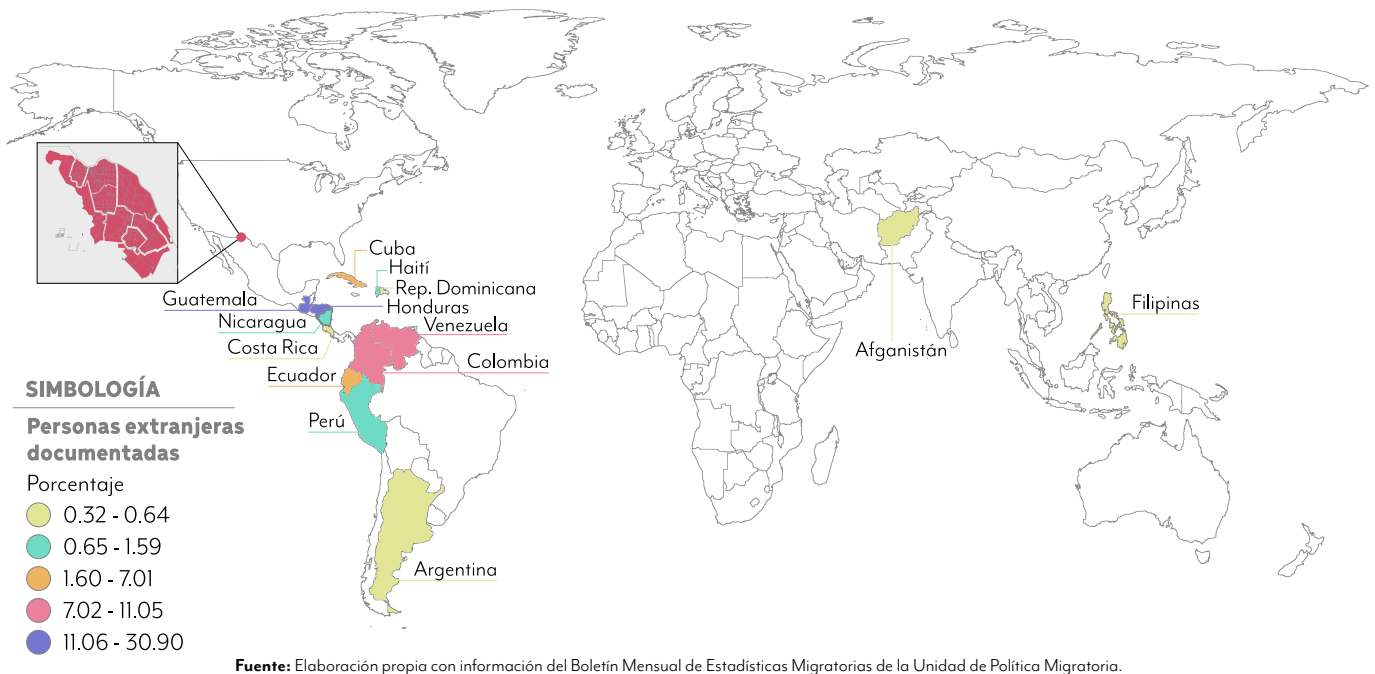 Cuba
Haití
Rep. Dominicana
Guatemala
Honduras
Nicaragua
Venezuela
Costa Rica
Colombia
Ecuador
Perú
Argentina
Afganistán
Filipinas
SIMBOLOGÍA
Personas extranjeras
documentadas
Porcentaje
0.32 - 0.64
0.65 - 1.59
1.60 - 7.01
7.02 - 11.05
11.06 - 30.90
Fuente: Elaboración propia con información del Boletín Mensual de Estadísticas Migratorias de la Unidad de Política Migratoria.